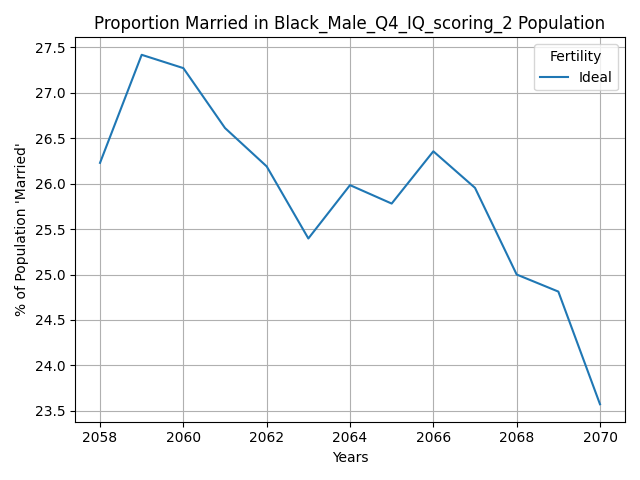 Proportion Married in Black_Male_Q4_IQ_scoring_2 Population
Fertility
Ideal
% of Population 'Married'
27.5
27.0
26.5
26.0
25.5
25.0
24.5
24.0
23.5
2058 2060 2062 2064 2066 2068 2070
Years